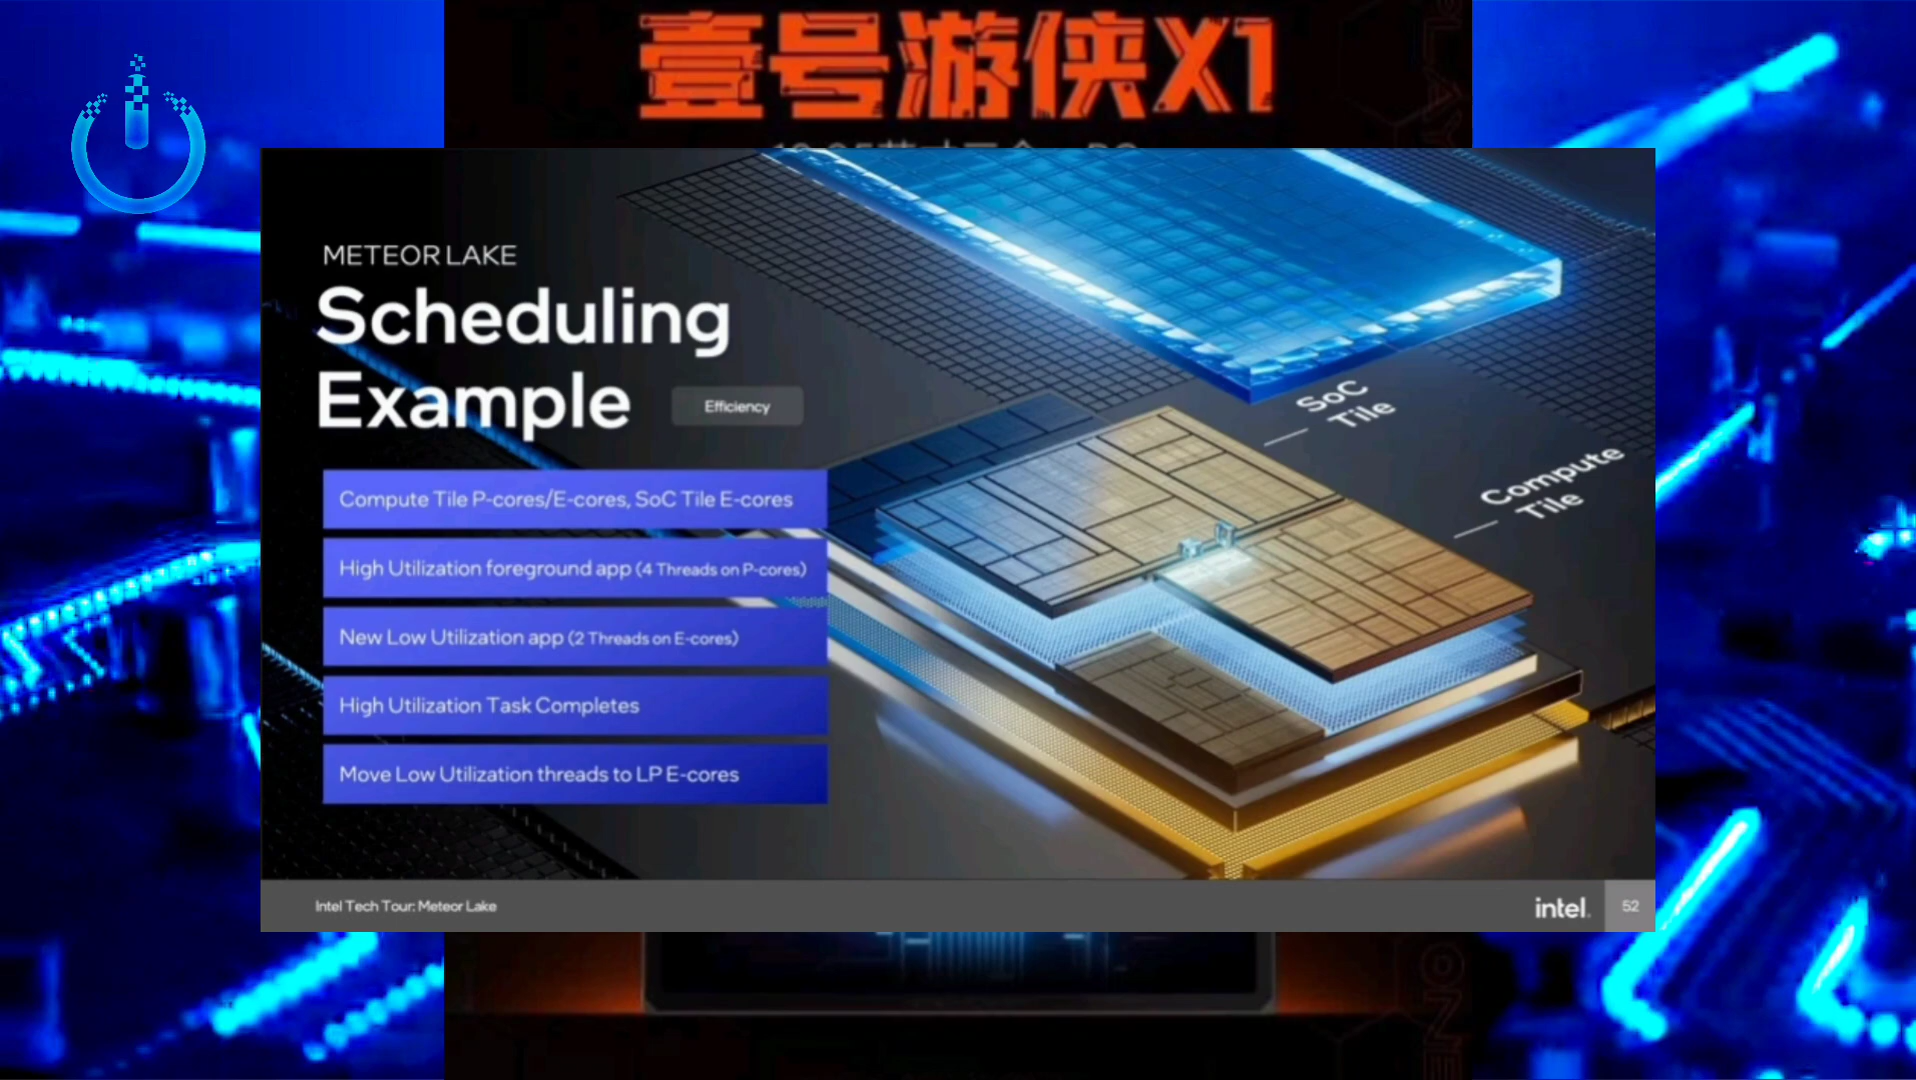 壹号游侠X1
METEOR LAKE
Scheduling
Example
Efficiency
SoC
Tile
Compute
Tile
Compute Tile P-cores/E-cores, SoC Tile E-cores
High Utilization foreground app (4 Threads on P-cores)
New Low Utilization app (2 Threads on E-cores)
High Utilization Task Completes
Move Low Utilization threads to LP E-cores
Intel Tech Tour: Meteor Lake
intel.
52